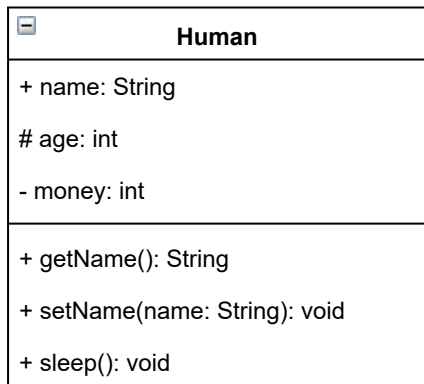 Human
+ name: String
# age: int
- money: int
+ getName(): String
+ setName(name: String): void
+ sleep(): void